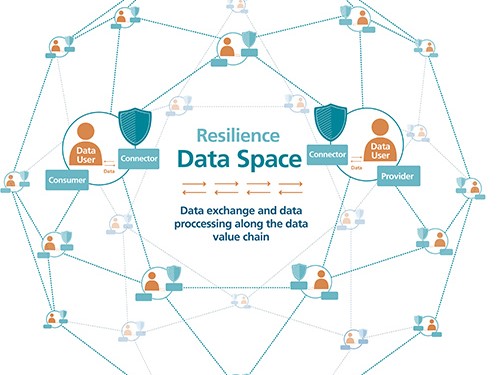 Resilience
Data Space
Data exchange and data
proccessing along the data
value chain
Data
User
Data
Connector
Consumer
Connector
Data
User
Data
Provider